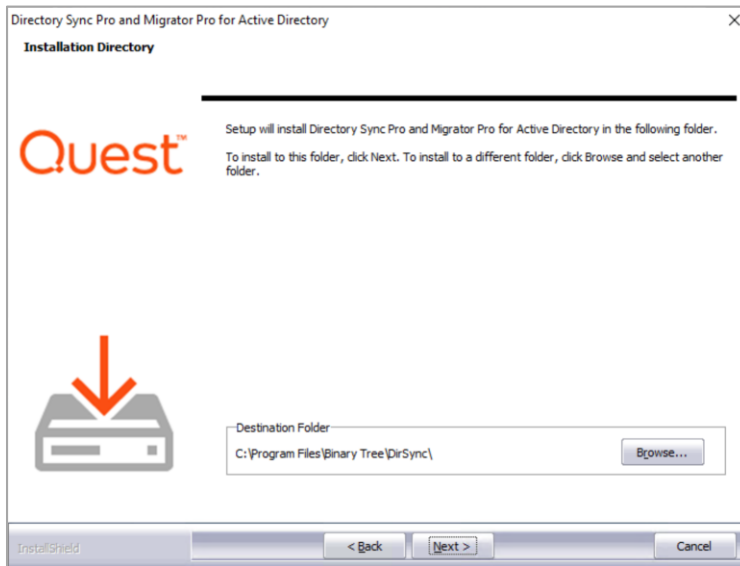 Directory Sync Pro and Migrator Pro for Active Directory
Installation Directory
Quest™
Setup will install Directory Sync Pro and Migrator Pro for Active Directory in the following folder.
To install to this folder, click Next. To install to a different folder, click Browse and select another
folder.
Destination Folder
C:\Program Files\Binary Tree\DirSync\
Browse...
InstallShield
< Back
Next >
Cancel